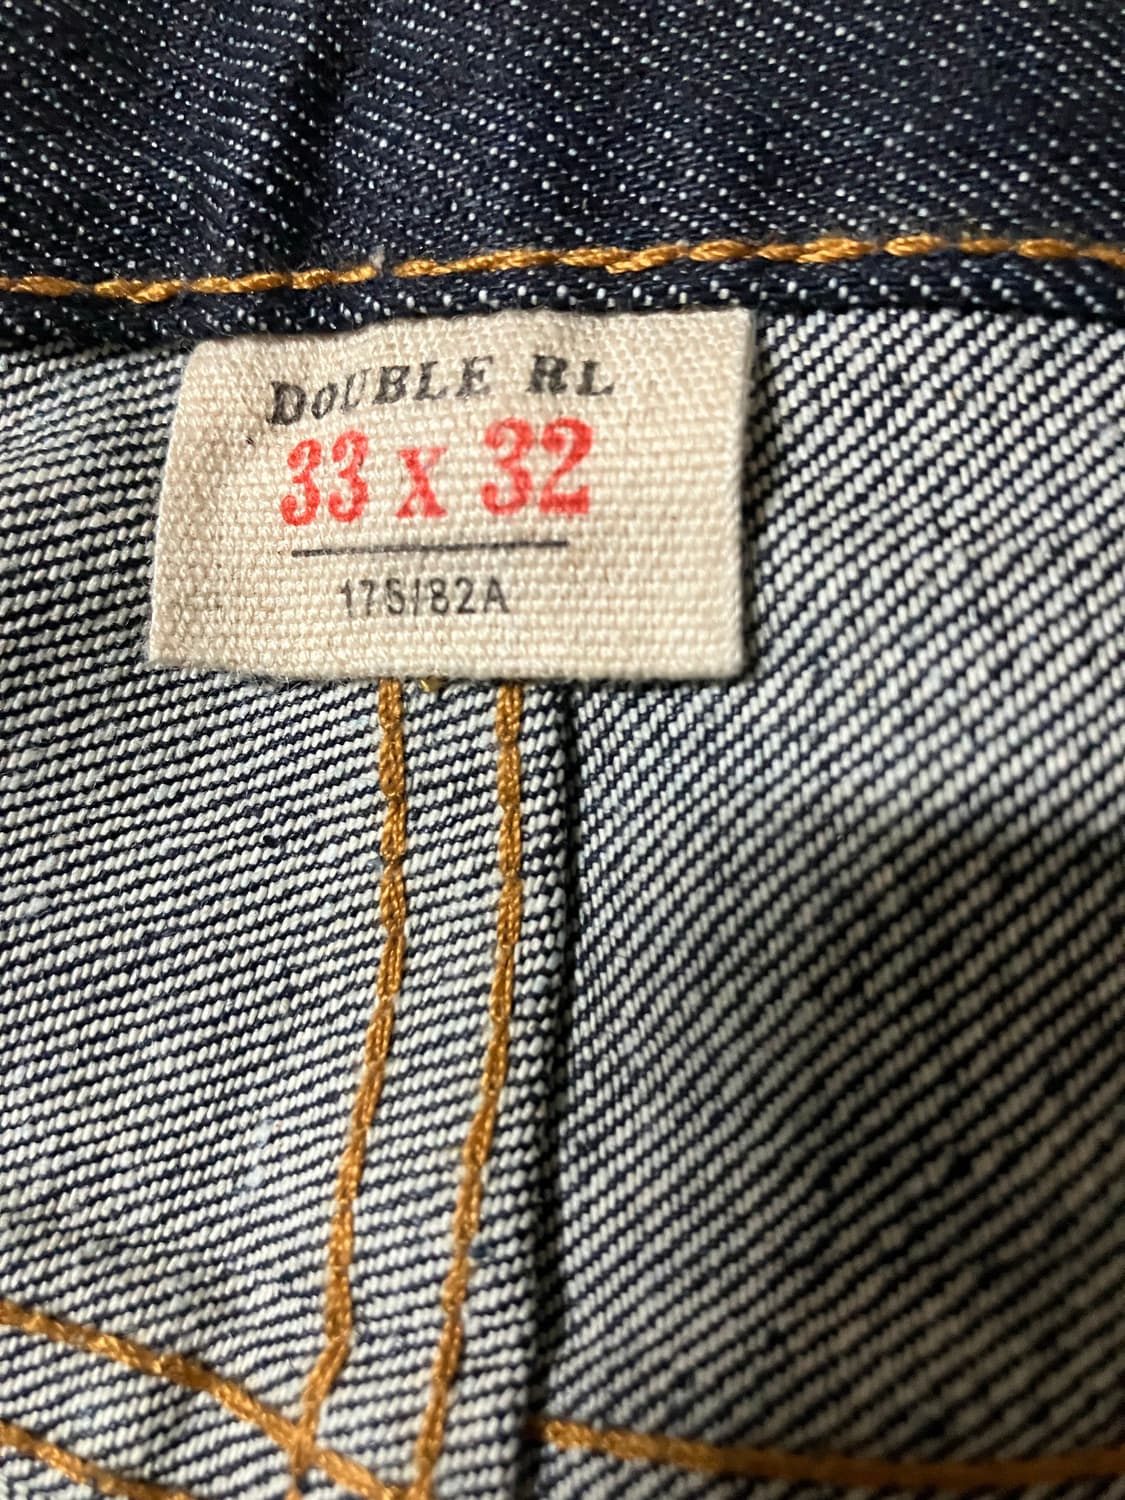 DOUBLE RL
33 X 32
175/82A